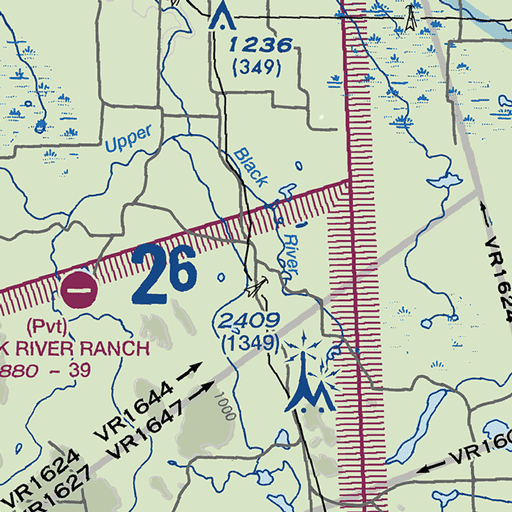 1236
(349)
Upper
Black
River
2⁶
(Pvt)
K RIVER RANCH
880 - 39
2409
(1349)
1000
VR1644
VR1647
VR1624
VR1627
VR1624
VR160